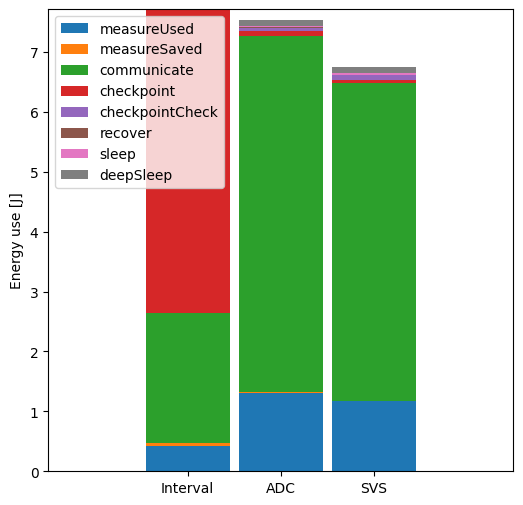 measureUsed
measureSaved
communicate
checkpoint
checkpointCheck
recover
sleep
deepSleep
Energy use [J]
7
6
5
4
3
2
1
0
Interval ADC SVS